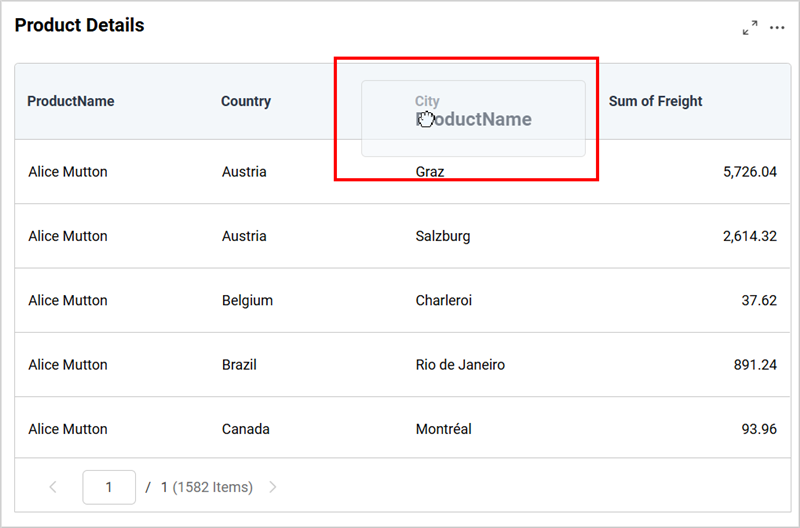 Product Details
ProductName Country City Sum of Freight
ProductName
Alice Mutton Austria Graz 5,726.04
Alice Mutton Austria Salzburg 2,614.32
Alice Mutton Belgium Charleroi 37.62
Alice Mutton Brazil Rio de Janeiro 891.24
Alice Mutton Canada Montréal 93.96
1 / 1 (1582 Items)